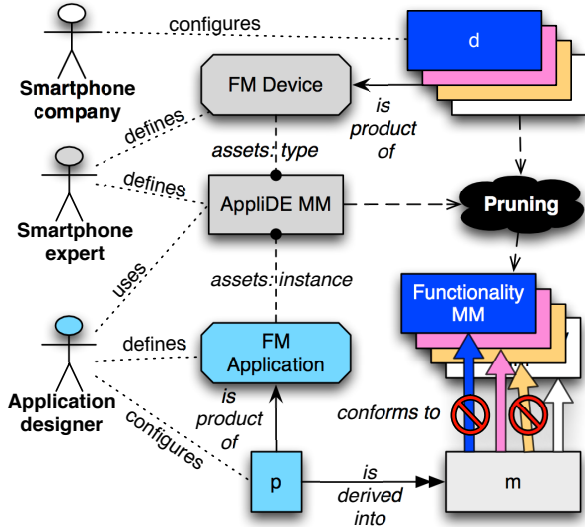 configures
d
Smartphone
company
FM Device
is
product
of
defines
assets: type
defines
AppliDE MM
Pruning
Smartphone
expert
uses
assets: instance
Functionality
MM
defines
FM
Application
Application
designer
is
product
of
conforms to
configures
p
is
derived
into
m